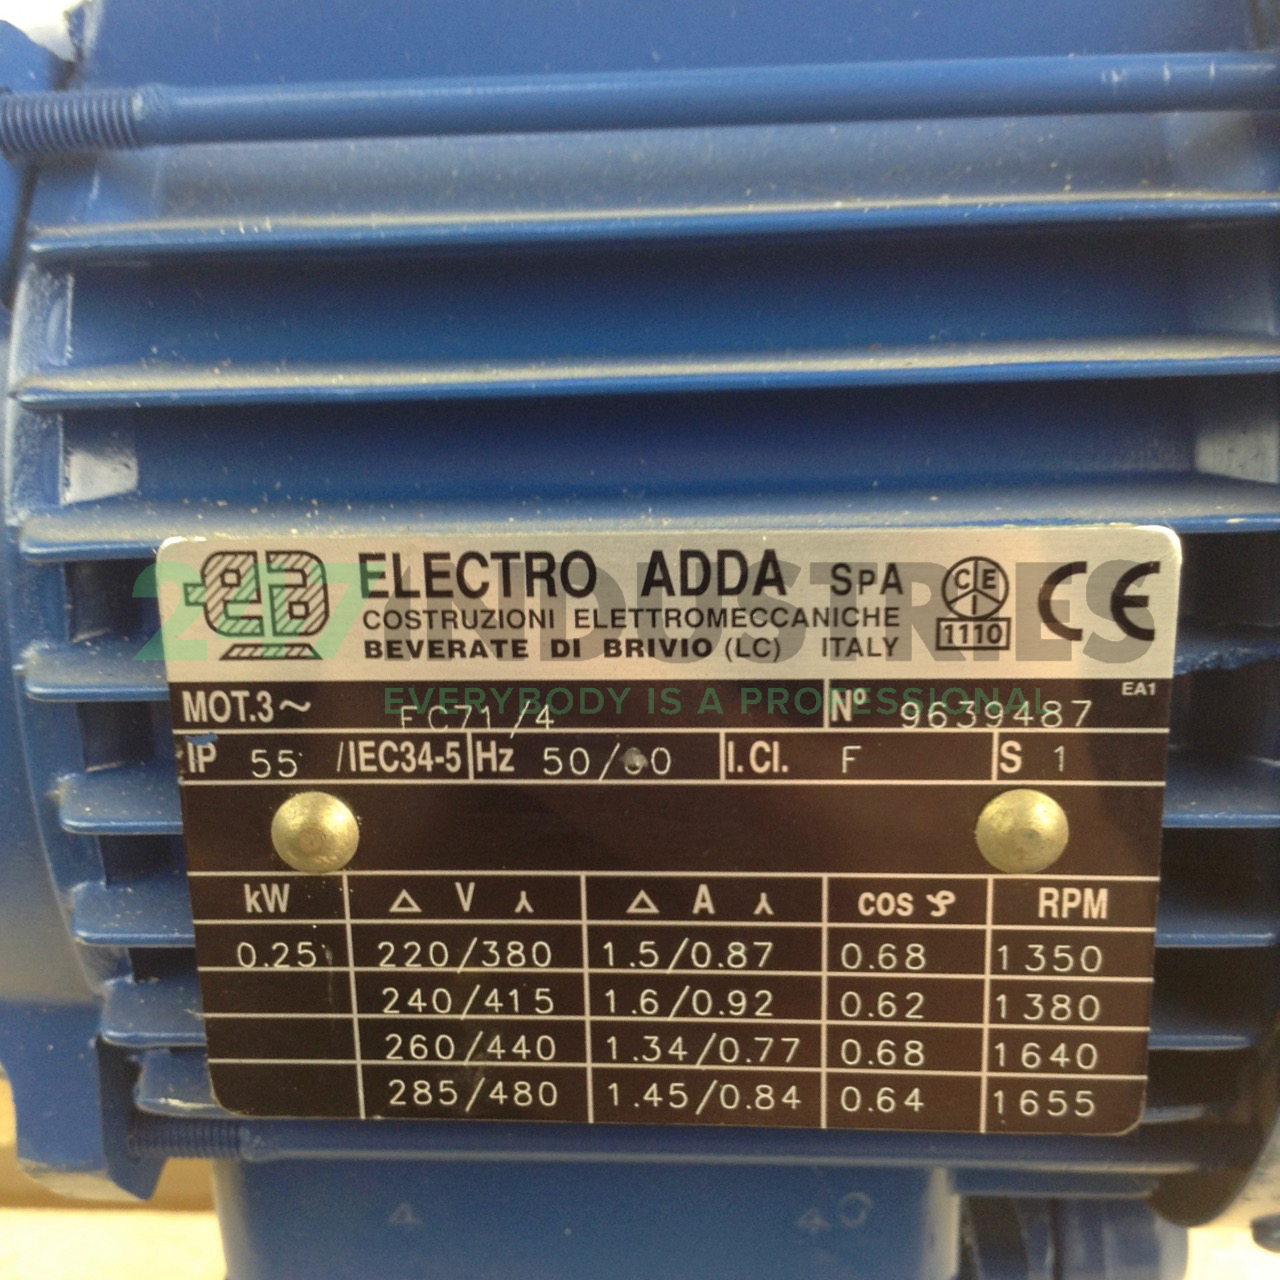 ELECTRO ADDA SPA
COSTRUZIONI ELETTROMECCANICHE
BEVERATE DI BRIVIO (LC) ITALY
CEI
1110
CE
247 INDUSTRIES
EVERYBODY IS A PROFESSIONAL
EA1
MOT.3~ FC71/4 Nº 9639487
IP 55 /IEC34-5 Hz 50/60 I.Cl. F S 1
kW △ V ⅄ △ A ⅄ cos φ RPM
0.25 220/380 1.5/0.87 0.68 1350
240/415 1.6/0.92 0.62 1380
260/440 1.34/0.77 0.68 1640
285/480 1.45/0.84 0.64 1655